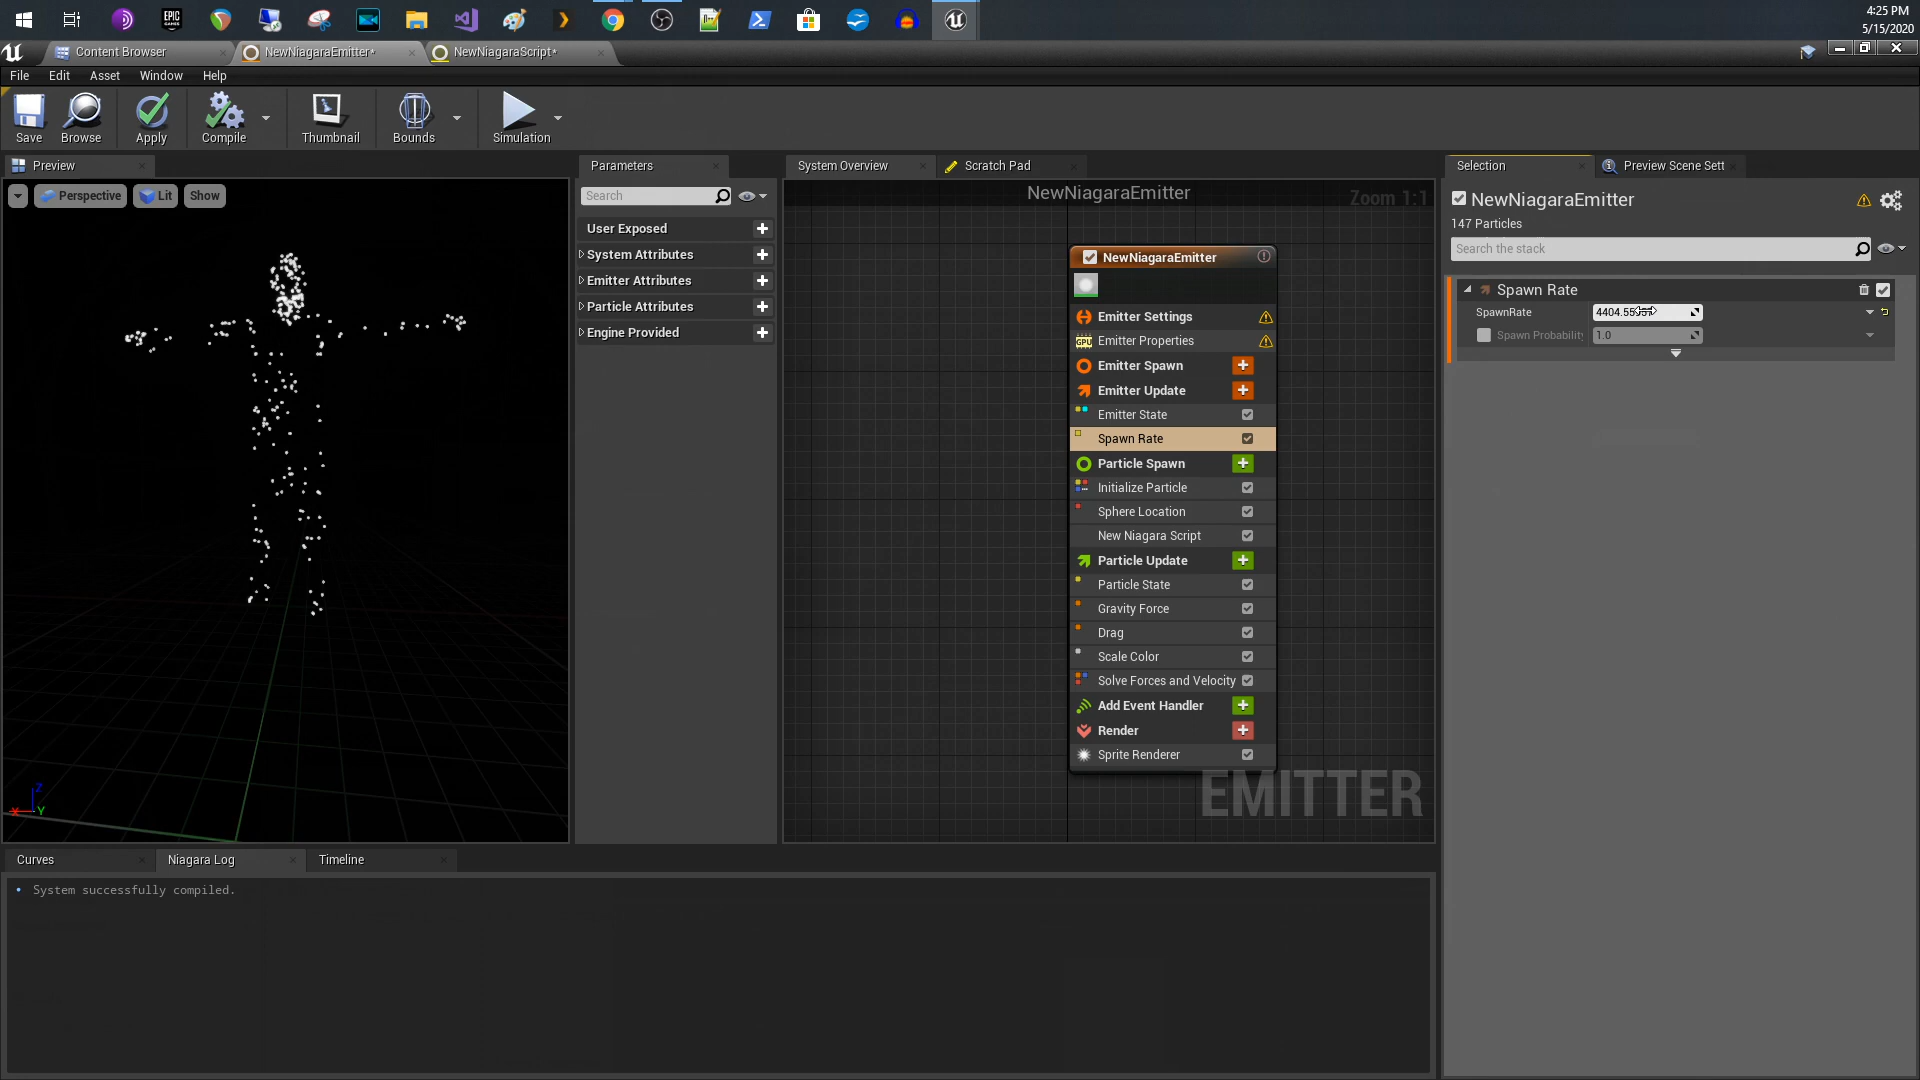 4:25 PM
5/15/2020
EPIC
GAMES
Content Browser
NewNiagaraEmitter*
NewNiagaraScript*
File Edit Asset Window Help
Save Browse Apply Compile Thumbnail Bounds Simulation
Preview
Perspective Lit Show
Z
X Y
Parameters
Search
User Exposed
System Attributes
Emitter Attributes
Particle Attributes
Engine Provided
System Overview
Scratch Pad
NewNiagaraEmitter
Zoom 1:1
NewNiagaraEmitter
Emitter Settings
GPU Emitter Properties
Emitter Spawn
Emitter Update
Emitter State
Spawn Rate
Particle Spawn
Initialize Particle
Sphere Location
New Niagara Script
Particle Update
Particle State
Gravity Force
Drag
Scale Color
Solve Forces and Velocity
Add Event Handler
Render
Sprite Renderer
EMITTER
Selection
Preview Scene Sett
NewNiagaraEmitter
147 Particles
Search the stack
Spawn Rate
SpawnRate
Spawn Probability 1.0
Curves
Niagara Log
Timeline
• System successfully compiled.